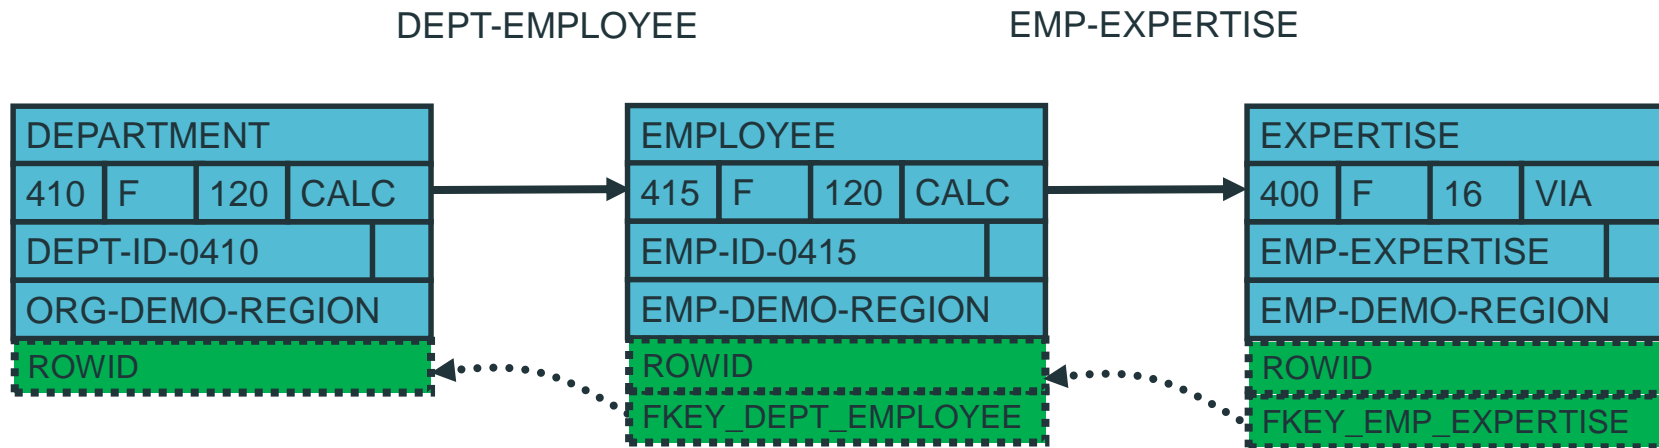 DEPT-EMPLOYEE
EMP-EXPERTISE
DEPARTMENT
410 F 120 CALC
DEPT-ID-0410
ORG-DEMO-REGION
ROWID
EMPLOYEE
415 F 120 CALC
EMP-ID-0415
EMP-DEMO-REGION
ROWID
FKEY_DEPT_EMPLOYEE
EXPERTISE
400 F 16 VIA
EMP-EXPERTISE
EMP-DEMO-REGION
ROWID
FKEY_EMP_EXPERTISE